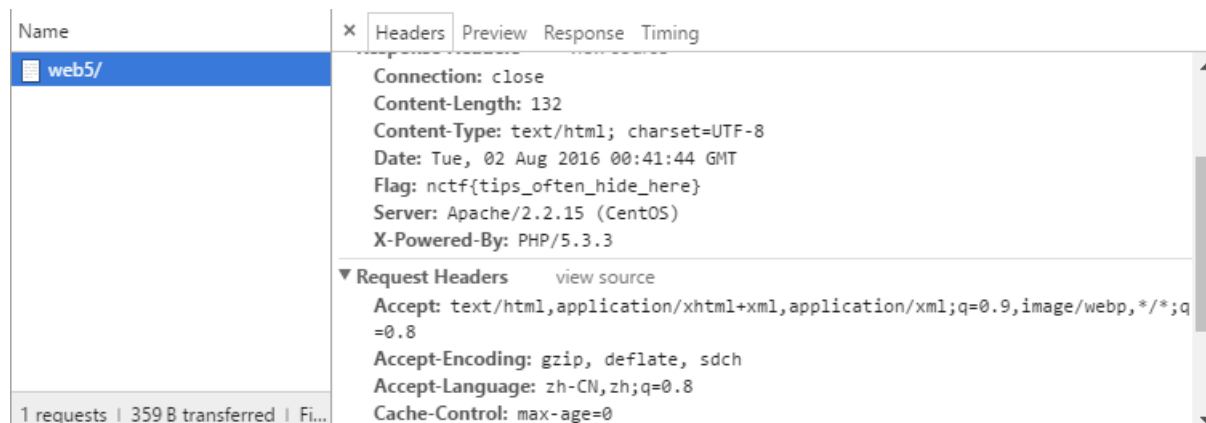 Name
× Headers Preview Response Timing
Response Headers view source
web5/
Connection: close
Content-Length: 132
Content-Type: text/html; charset=UTF-8
Date: Tue, 02 Aug 2016 00:41:44 GMT
Flag: nctf{tips_often_hide_here}
Server: Apache/2.2.15 (CentOS)
X-Powered-By: PHP/5.3.3
▼ Request Headers view source
Accept: text/html,application/xhtml+xml,application/xml;q=0.9,image/webp,*/*;q
=0.8
Accept-Encoding: gzip, deflate, sdch
Accept-Language: zh-CN,zh;q=0.8
Cache-Control: max-age=0
1 requests | 359 B transferred | Fi...